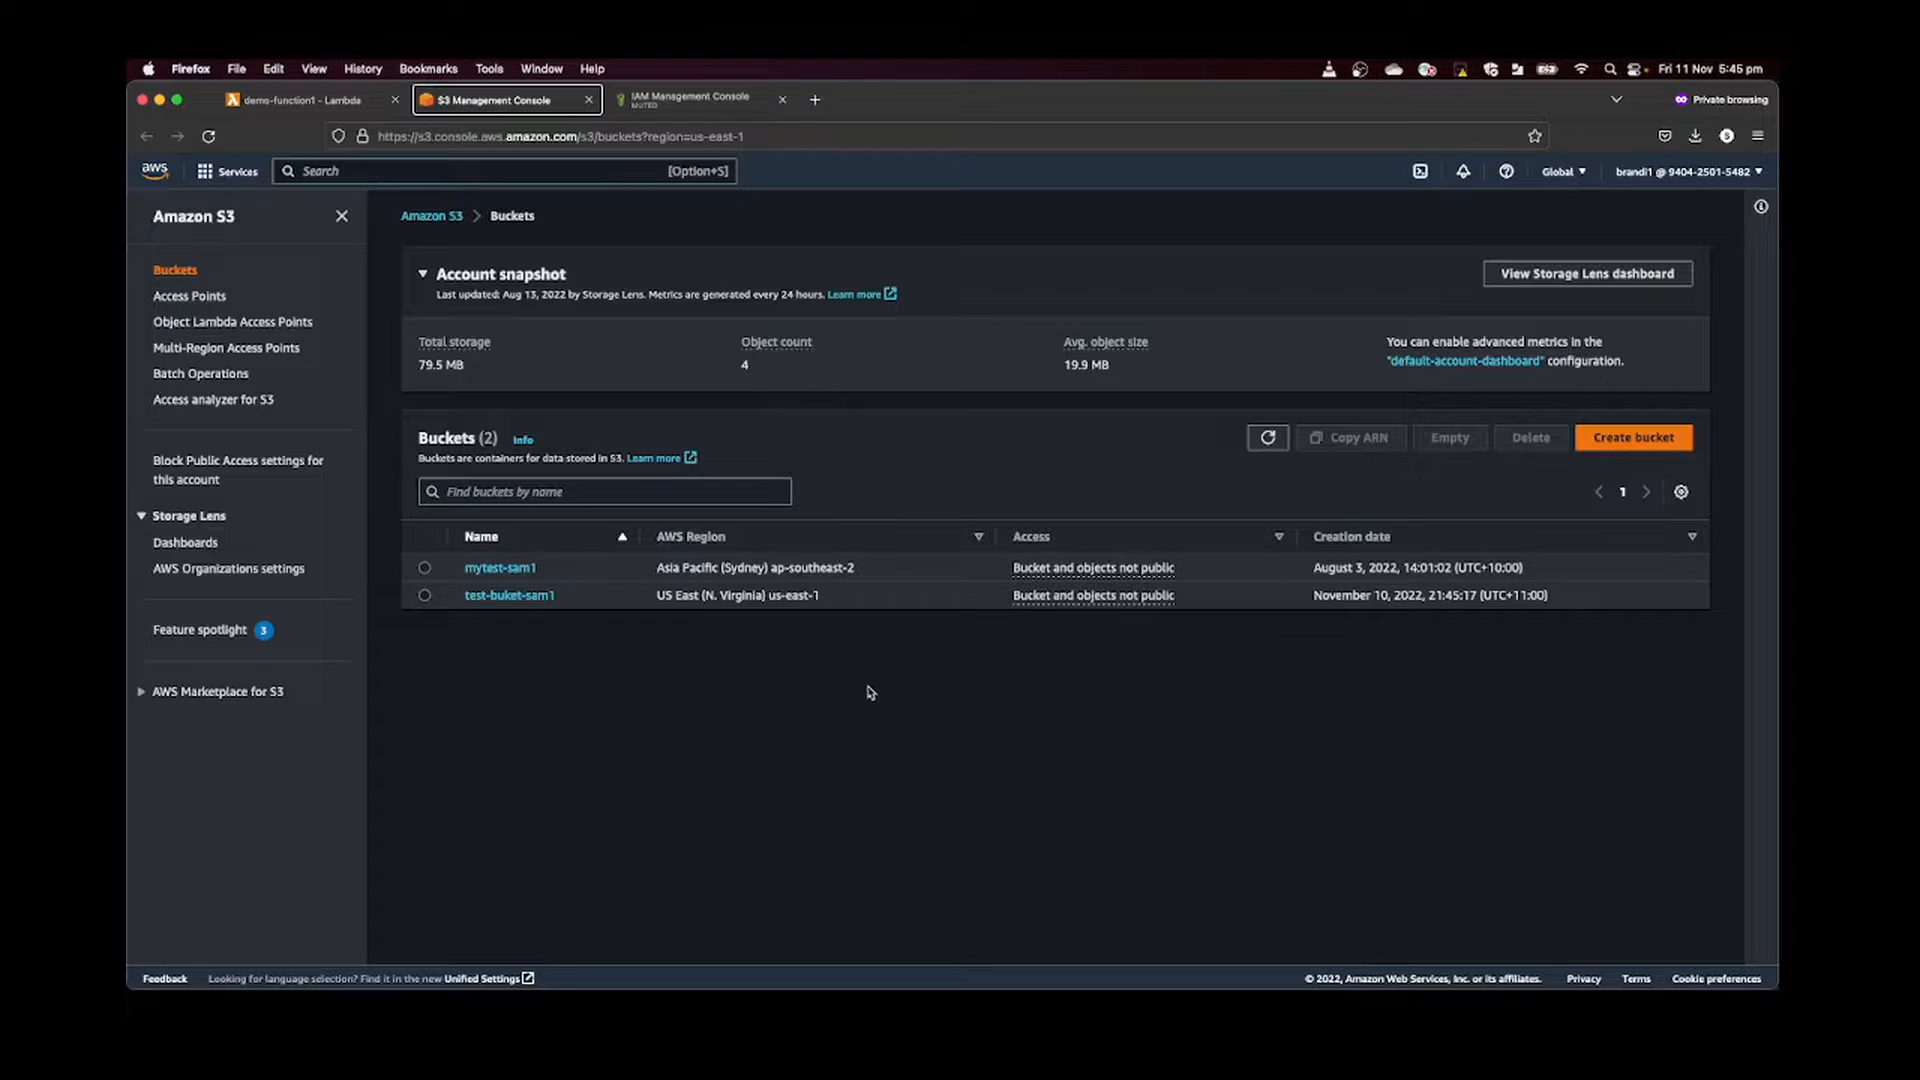 Firefox File Edit View History Bookmarks Tools Window Help Fri 11 Nov 5:45 pm
demo-function1 - Lambda S3 Management Console IAM Management Console Private browsing
MUTED
https://s3.console.aws.amazon.com/s3/buckets?region=us-east-1
aws Services Search [Option+S] Global brandi1 @ 9404-2501-5482
Amazon S3
Buckets
Access Points
Object Lambda Access Points
Multi-Region Access Points
Batch Operations
Access analyzer for S3
Block Public Access settings for
this account
Storage Lens
Dashboards
AWS Organizations settings
Feature spotlight 3
AWS Marketplace for S3
Amazon S3 > Buckets
Account snapshot
View Storage Lens dashboard
Last updated: Aug 13, 2022 by Storage Lens. Metrics are generated every 24 hours. Learn more
Total storage Object count Avg. object size You can enable advanced metrics in the
79.5 MB 4 19.9 MB "default-account-dashboard" configuration.
Buckets (2) Info Copy ARN Empty Delete Create bucket
Buckets are containers for data stored in S3. Learn more
Find buckets by name 1
Name AWS Region Access Creation date
mytest-sam1 Asia Pacific (Sydney) ap-southeast-2 Bucket and objects not public August 3, 2022, 14:01:02 (UTC+10:00)
test-buket-sam1 US East (N. Virginia) us-east-1 Bucket and objects not public November 10, 2022, 21:45:17 (UTC+11:00)
Feedback Looking for language selection? Find it in the new Unified Settings © 2022, Amazon Web Services, Inc. or its affiliates. Privacy Terms Cookie preferences